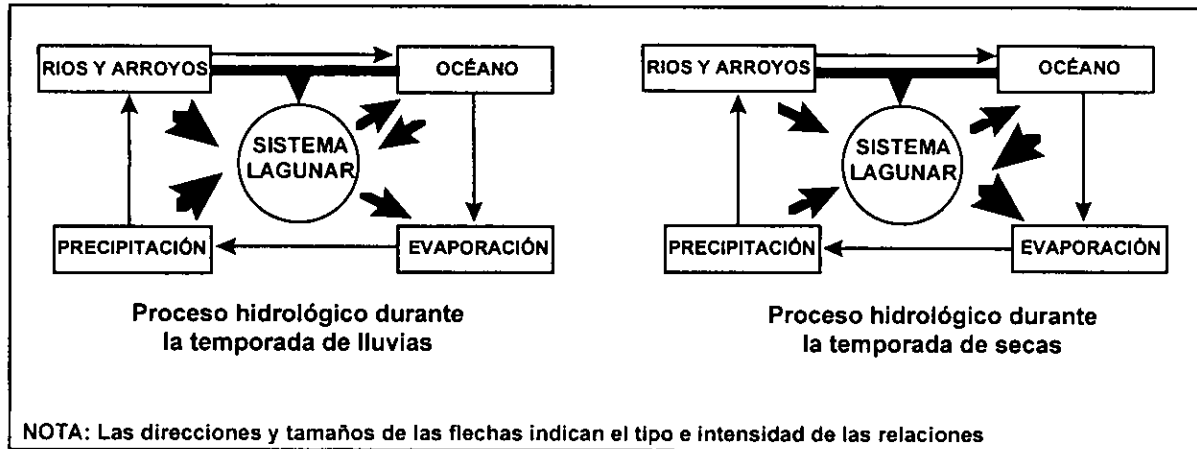 RIOS Y ARROYOS
OCÉANO
SISTEMA
LAGUNAR
PRECIPITACIÓN
EVAPORACIÓN
Proceso hidrológico durante
la temporada de lluvias
RIOS Y ARROYOS
OCÉANO
SISTEMA
LAGUNAR
PRECIPITACIÓN
EVAPORACIÓN
Proceso hidrológico durante
la temporada de secas
NOTA: Las direcciones y tamaños de las flechas indican el tipo e intensidad de las relaciones